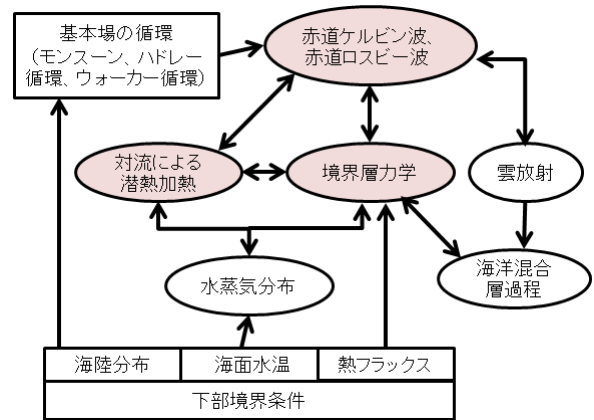 基本場の循環
（モンスーン、ハドレー
循環、ウォーカー循環）
赤道ケルビン波、
赤道ロスビー波
対流による
潜熱加熱
境界層力学
雲放射
水蒸気分布
海洋混合
層過程
海陸分布
海面水温
熱フラックス
下部境界条件